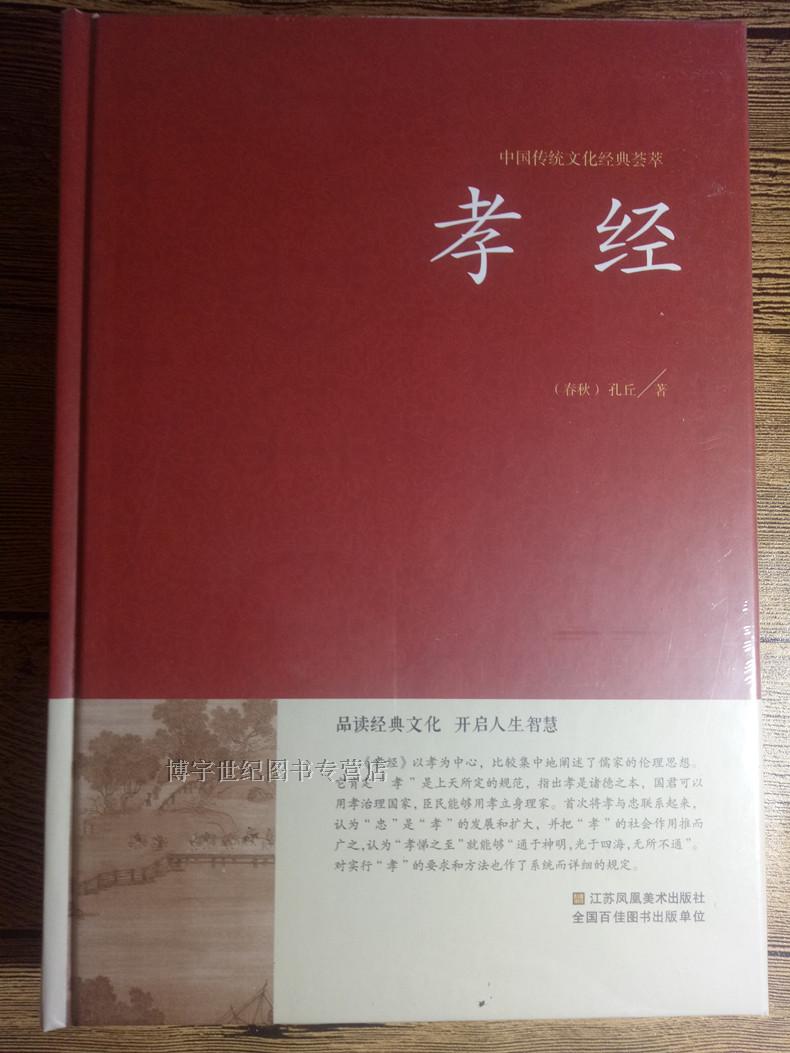 中国传统文化经典荟萃
孝 经
（春秋）孔丘／著
品读经典文化 开启人生智慧
《孝经》以孝为中心，比较集中地阐述了儒家的伦理思想。
它肯定“孝”是上天所定的规范，指出孝是诸德之本，国君可以
用孝治理国家，臣民能够用孝立身理家。首次将孝与忠联系起来，
认为“忠”是“孝”的发展和扩大，并把“孝”的社会作用推而
广之，认为“孝悌之至”就能够“通于神明，光于四海，无所不通”。
对实行“孝”的要求和方法也作了系统而详细的规定。
博宇世纪图书专营店
江苏凤凰美术出版社
全国百佳图书出版单位